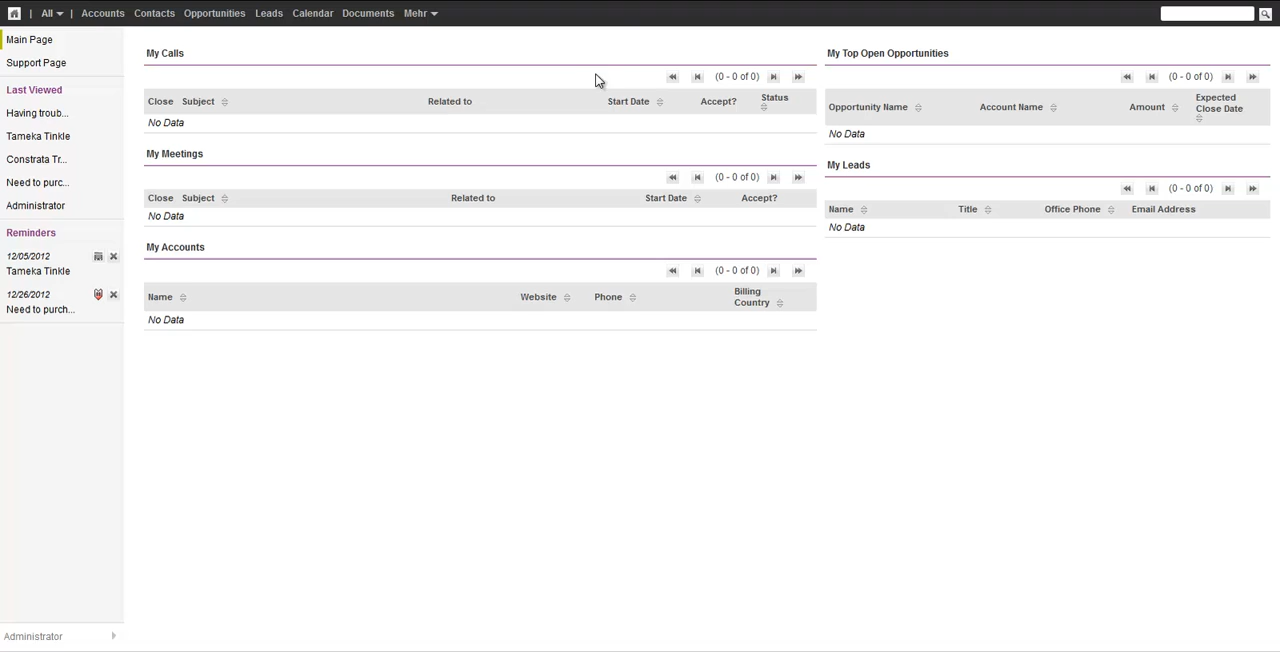 | All | Accounts Contacts Opportunities Leads Calendar Documents Mehr
Main Page
Support Page
Last Viewed
Having troub...
Tameka Tinkle
Constrata Tr...
Need to purc...
Administrator
Reminders
12/05/2012
Tameka Tinkle
12/26/2012
Need to purch...
Administrator
My Calls
(0 - 0 of 0)
Close Subject Related to Start Date Accept? Status
No Data
My Meetings
(0 - 0 of 0)
Close Subject Related to Start Date Accept?
No Data
My Accounts
(0 - 0 of 0)
Name Website Phone Billing Country
No Data
My Top Open Opportunities
(0 - 0 of 0)
Opportunity Name Account Name Amount Expected Close Date
No Data
My Leads
(0 - 0 of 0)
Name Title Office Phone Email Address
No Data